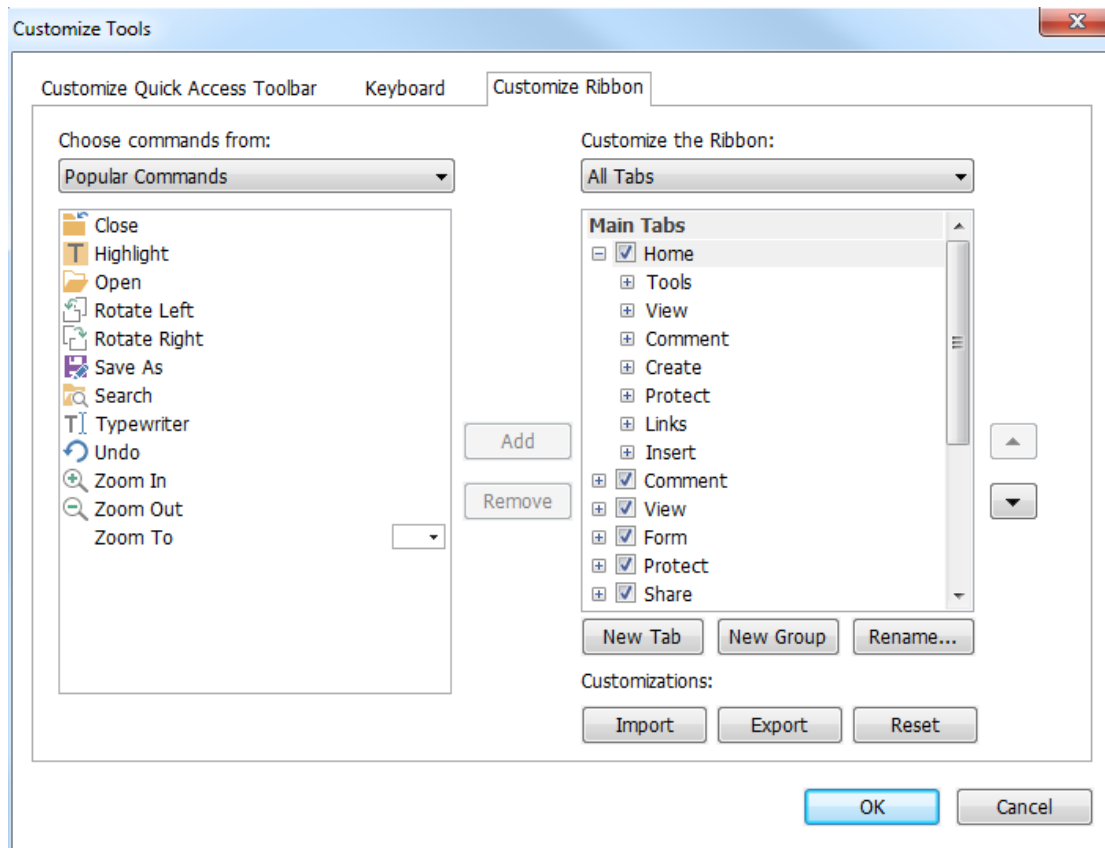 Customize Tools
Customize Quick Access Toolbar
Keyboard
Customize Ribbon
Choose commands from:
Popular Commands
Close
Highlight
Open
Rotate Left
Rotate Right
Save As
Search
Typewriter
Undo
Zoom In
Zoom Out
Zoom To
Add
Remove
Customize the Ribbon:
All Tabs
Main Tabs
Home
Tools
View
Comment
Create
Protect
Links
Insert
Comment
View
Form
Protect
Share
New Tab
New Group
Rename...
Customizations:
Import
Export
Reset
OK
Cancel